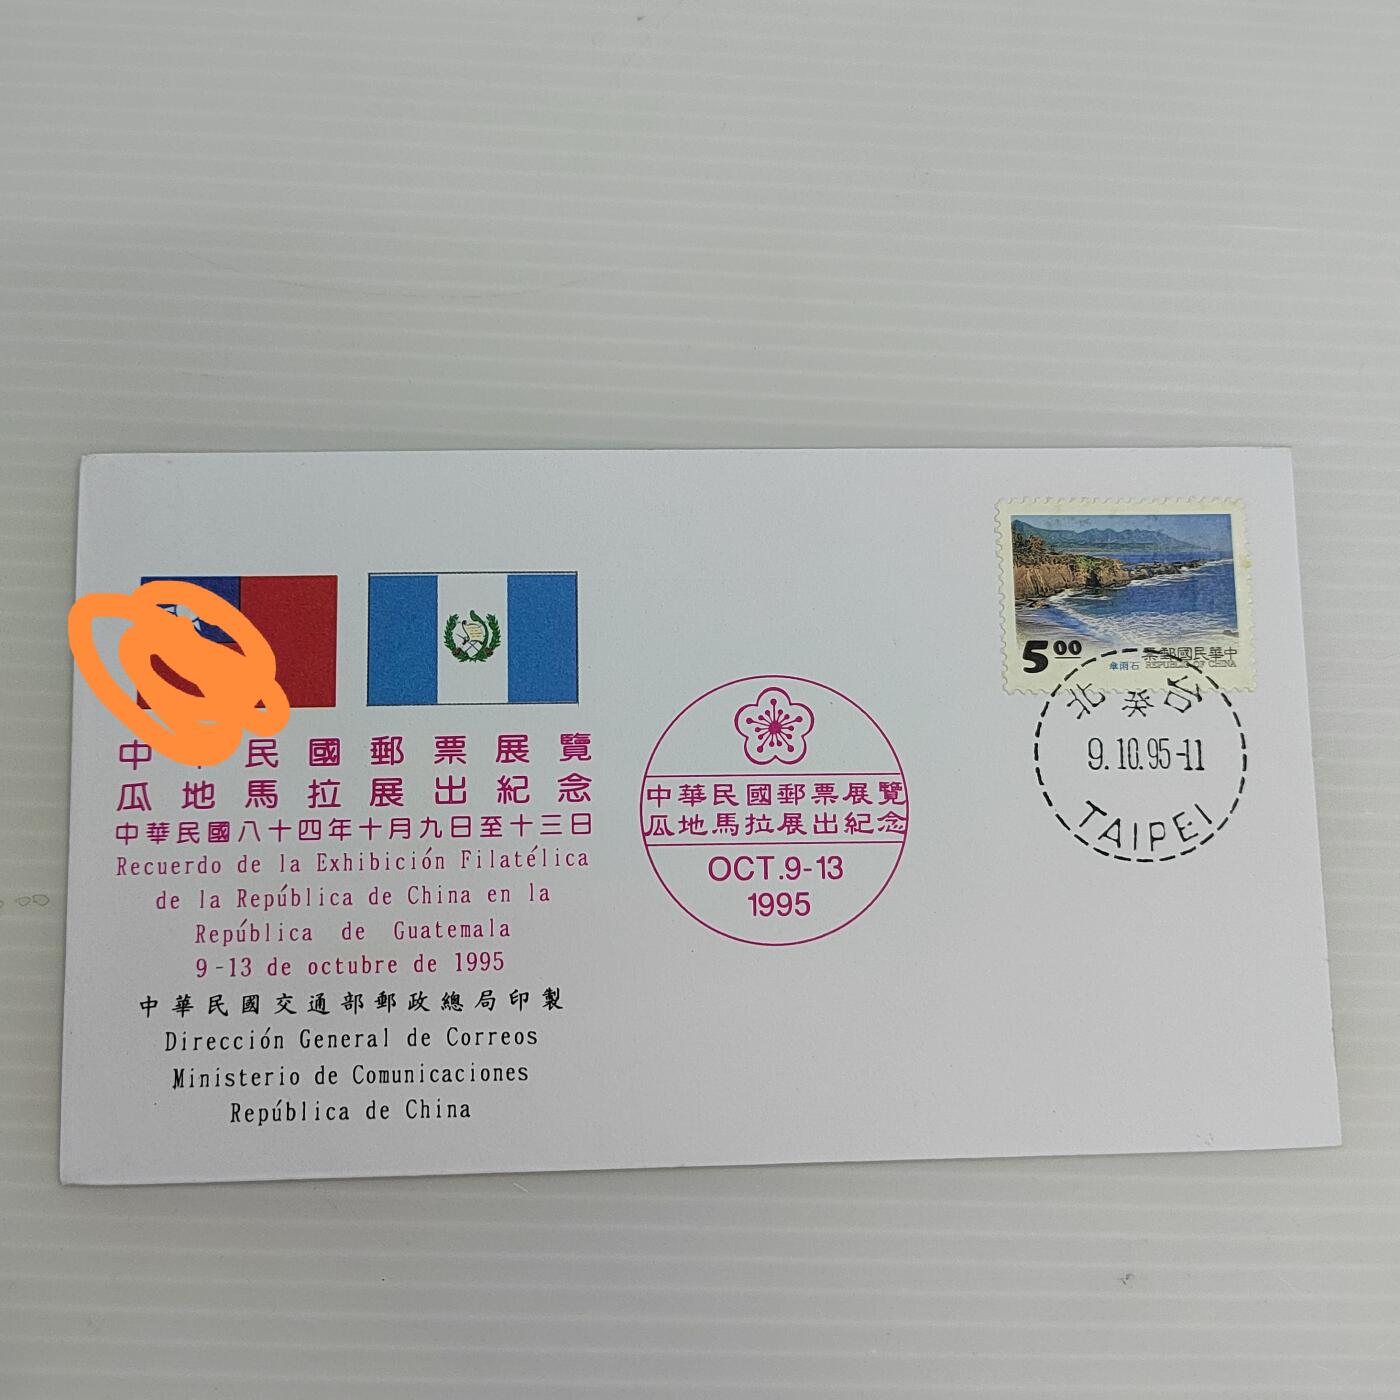 中 民國郵票展覽
瓜地馬拉展出紀念
中華民國八十四年十月九日至十三日
Recuerdo de la Exhibición Filatélica
de la República de China en la
República de Guatemala
9-13 de octubre de 1995
中華民國交通部郵政總局印製
Dirección General de Correos
Ministerio de Comunicaciones
República de China
中華民國郵票展覽
瓜地馬拉展出紀念
OCT.9-13
1995
5.00
傘雨石
票郵國民華中
REPUBLIC OF CHINA
北 癸 台
9.10.95-11
TAIPEI